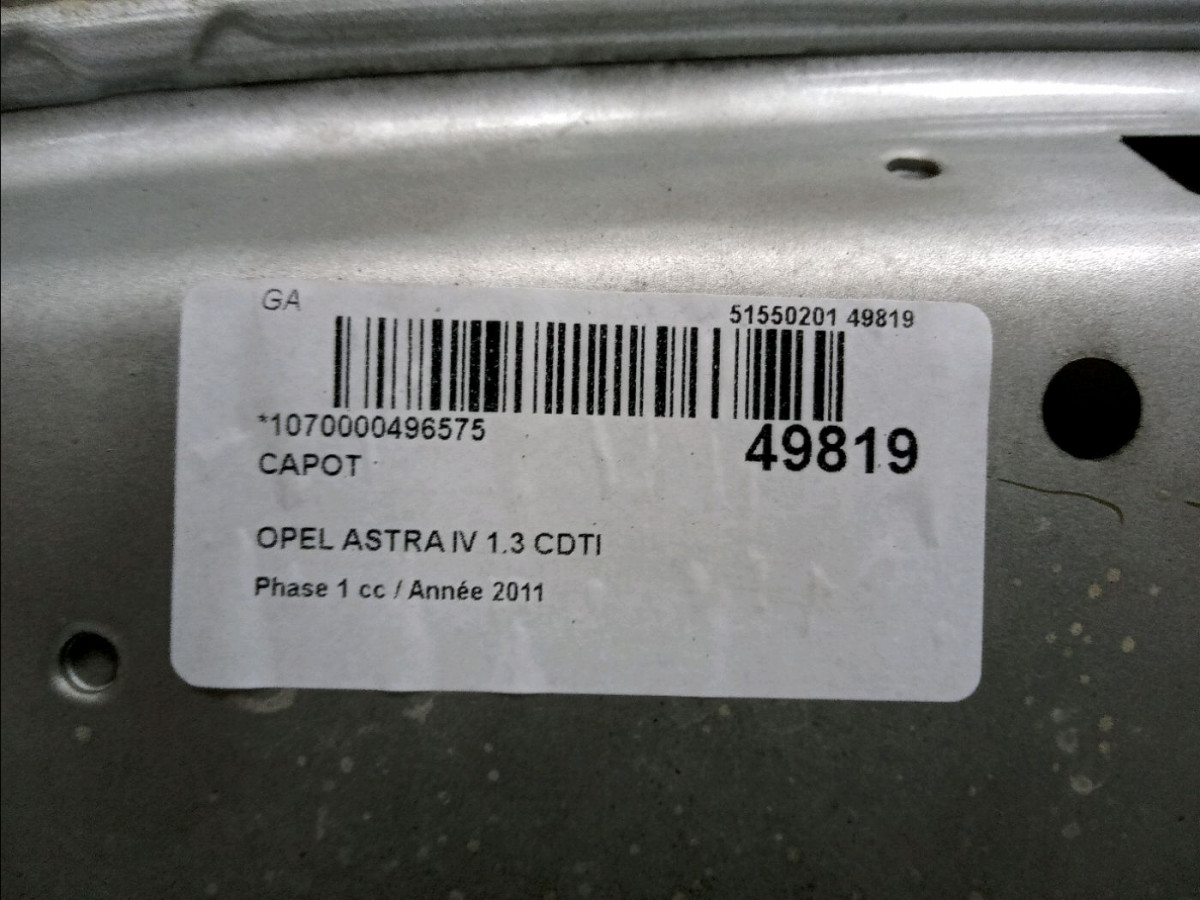 GA
51550201 49819
*1070000496575
49819
CAPOT
OPEL ASTRA IV 1.3 CDTI
Phase 1 cc / Année 2011